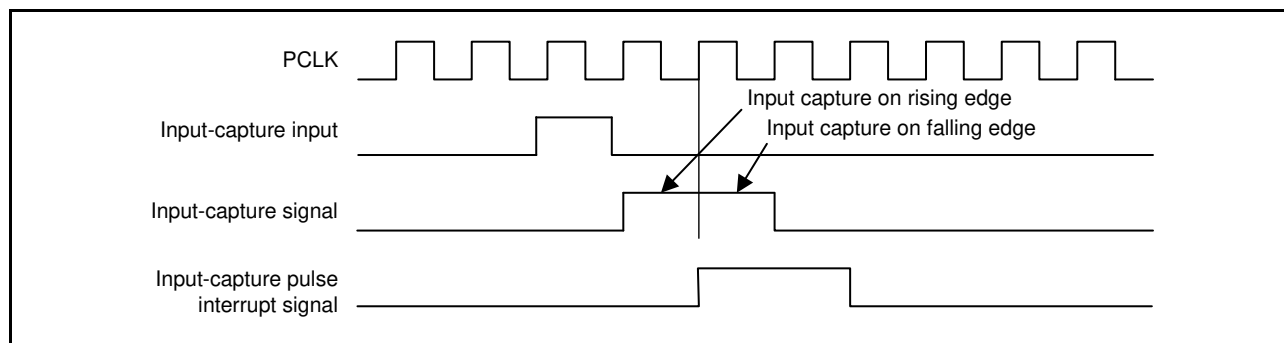 PCLK
Input capture on rising edge
Input-capture input
Input capture on falling edge
Input-capture signal
Input-capture pulse
interrupt signal